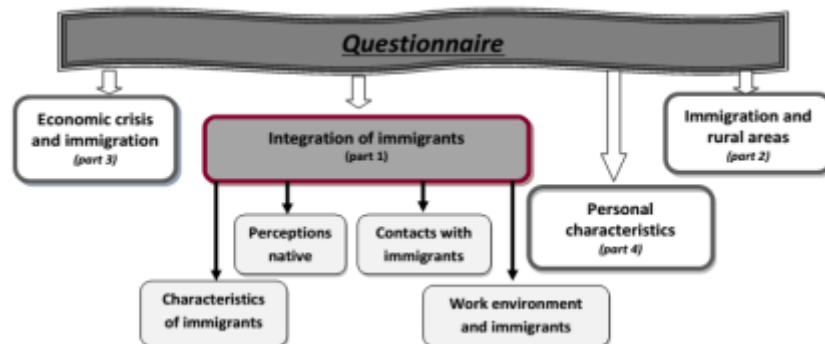 Questionnaire
Economic crisis
and immigration
(part 3)
Integration of immigrants
(part 1)
Immigration and
rural areas
(part 2)
Personal
characteristics
(part 4)
Perceptions
native
Contacts with
immigrants
Characteristics
of immigrants
Work environment
and immigrants